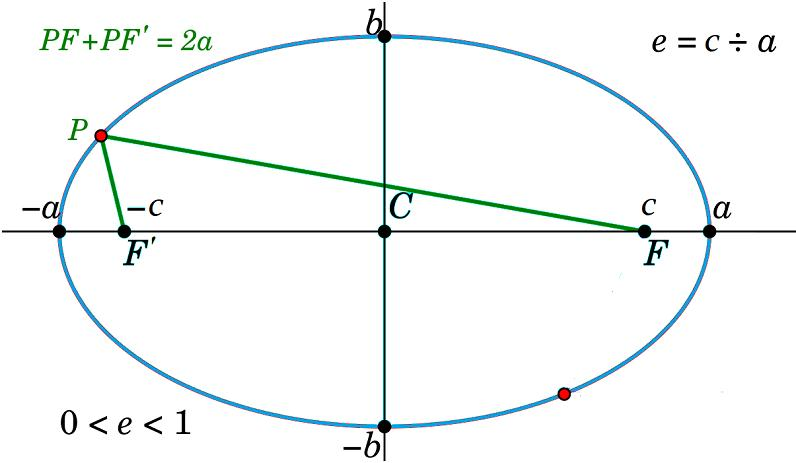 b
PF+PF′ = 2a
e = c ÷ a
P
−a
−c
C
c
a
F′
F
0 < e < 1
−b